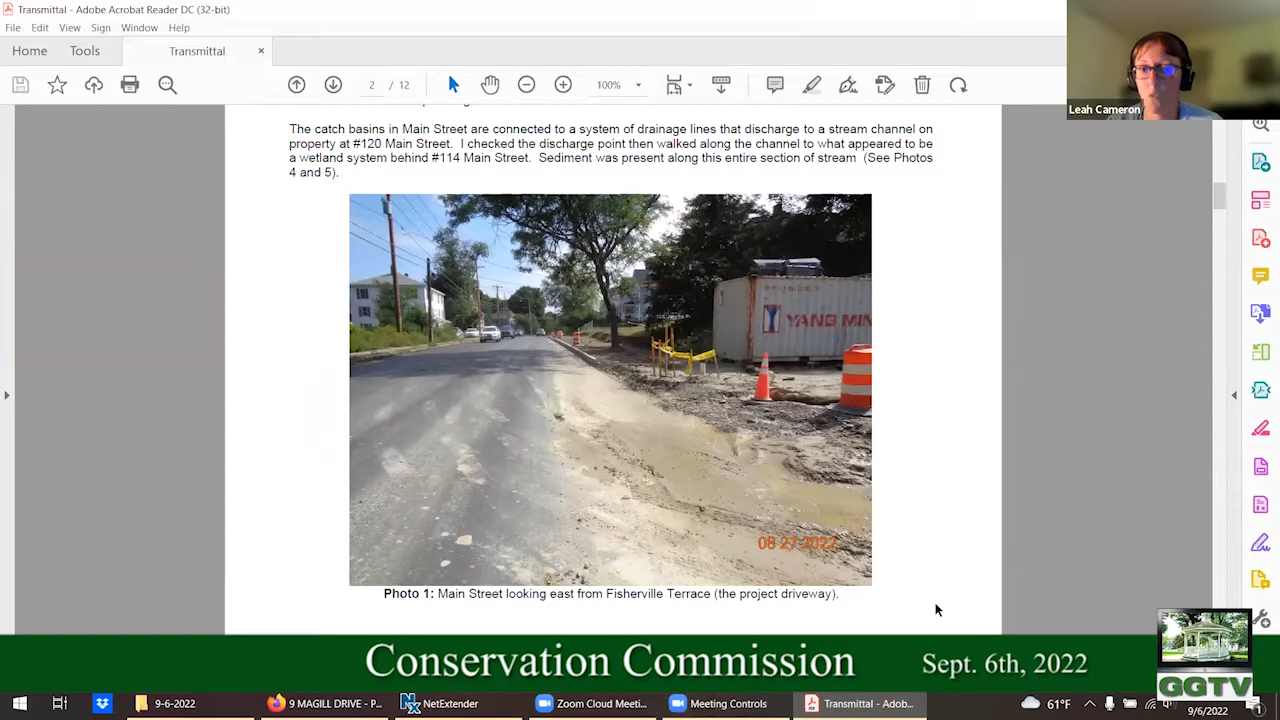 Transmittal - Adobe Acrobat Reader DC (32-bit)
File Edit View Sign Window Help
Home Tools Transmittal ×
2 / 12 100%
Leah Cameron
The catch basins in Main Street are connected to a system of drainage lines that discharge to a stream channel on
property at #120 Main Street. I checked the discharge point then walked along the channel to what appeared to be
a wetland system behind #114 Main Street. Sediment was present along this entire section of stream (See Photos
4 and 5).
YANG MIN
08 27 2022
Photo 1: Main Street looking east from Fisherville Terrace (the project driveway).
Conservation Commission Sept. 6th, 2022
GGTV
9-6-2022 9 MAGILL DRIVE - P... NetExtender Zoom Cloud Meeti... Meeting Controls Transmittal - Adob... 61°F 9/6/2022